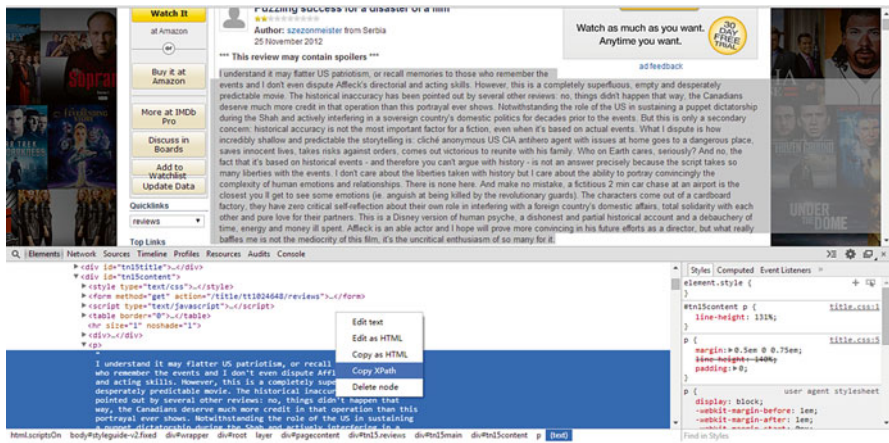 Watch It
at Amazon
or
Buy it at
Amazon
More at IMDb
Pro
Discuss in
Boards
Add to
Watchlist
Update Data
Quicklinks
reviews
Top Links
Puzzling success for a disaster of a film
Author: szezonmeister from Serbia
25 November 2012
*** This review may contain spoilers ***
I understand it may flatter US patriotism, or recall memories to those who remember the
events and I don't even dispute Affleck's directorial and acting skills. However, this is a completely superfluous, empty and desperately
predictable movie. The historical inaccuracy has been pointed out by several other reviews: no, things didn't happen that way, the Canadians
deserve much more credit in that operation than this portrayal ever shows. Notwithstanding the role of the US in sustaining a puppet dictatorship
during the Shah and actively interfering in a sovereign country's domestic politics for decades prior to the events. But this is only a secondary
concern: historical accuracy is not the most important factor for a fiction, even when it's based on actual events. What I dispute is how
incredibly shallow and predictable the storytelling is: cliché anonymous US CIA antihero agent with issues at home goes to a dangerous place,
saves innocent lives, takes risks against orders, comes out victorious to reunite with his family. Who on Earth cares, seriously? And no, the
fact that it's based on historical events - and therefore you can't argue with history - is not an answer precisely because the script takes so
many liberties with the events. I don't care about the liberties taken with history but I care about the ability to portray convincingly the
complexity of human emotions and relationships. There is none here. And make no mistake, a fictitious 2 min car chase at an airport is the
closest you ll get to see some emotions (ie. anguish at being killed by the revolutionary guards). The characters come out of a cardboard
factory, they have zero critical self-reflection about their own role in interfering with a foreign country's domestic affairs, total solidarity with each
other and pure love for their partners. This is a Disney version of human psyche, a dishonest and partial historical account and a debauchery of
time, energy and money ill spent. Affleck is an able actor and I hope will prove more convincing in his future efforts as a director, but what really
baffles me is not the mediocrity of this film, it's the uncritical enthusiasm of so many for it.
Watch as much as you want.
Anytime you want.
30
DAY
FREE
TRIAL
ad feedback
UNDER
THE
DOME
Elements Network Sources Timeline Profiles Resources Audits Console
<div id="tn15title">…</div>
<div id="tn15content">
<style type="text/css">…</style>
<form method="get" action="/title/tt1024648/reviews">…</form>
<script type="text/javascript">…</script>
<table border="0">…</table>
<hr size="1" noshade="1">
<div>…</div>
<p>
"
I understand it may flatter US patriotism, or recall
who remember the events and I don't even dispute Affl
and acting skills. However, this is a completely supe
desperately predictable movie. The historical inaccur
pointed out by several other reviews: no, things didn't happen that
way, the Canadians deserve much more credit in that operation than this
portrayal ever shows. Notwithstanding the role of the US in sustaining
a puppet dictatorship during the Shah and actively interfering in a
Edit text
Edit as HTML
Copy as HTML
Copy XPath
Delete node
html.scriptsOn body#styleguide-v2.fixed div#wrapper div#root layer div#pagecontent div#tn15.reviews div#tn15main div#tn15content p (text)
Styles Computed Event Listeners »
element.style {
}
#tn15content p { title.css:1
line-height: 131%;
}
p { title.css:5
margin: 0.5em 0 0.75em;
line-height: 140%;
padding: 0;
}
p { user agent stylesheet
display: block;
-webkit-margin-before: 1em;
-webkit-margin-after: 1em;
Find in Styles